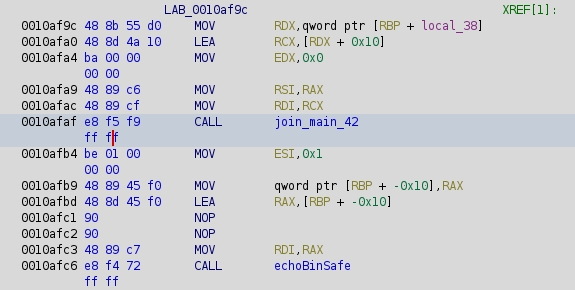 LAB_0010af9c XREF[1]:
0010af9c 48 8b 55 d0 MOV RDX,qword ptr [RBP + local_38]
0010afa0 48 8d 4a 10 LEA RCX,[RDX + 0x10]
0010afa4 ba 00 00 MOV EDX,0x0
00 00
0010afa9 48 89 c6 MOV RSI,RAX
0010afac 48 89 cf MOV RDI,RCX
0010afaf e8 f5 f9 CALL join_main_42
ff ff
0010afb4 be 01 00 MOV ESI,0x1
00 00
0010afb9 48 89 45 f0 MOV qword ptr [RBP + -0x10],RAX
0010afbd 48 8d 45 f0 LEA RAX,[RBP + -0x10]
0010afc1 90 NOP
0010afc2 90 NOP
0010afc3 48 89 c7 MOV RDI,RAX
0010afc6 e8 f4 72 CALL echoBinSafe
ff ff